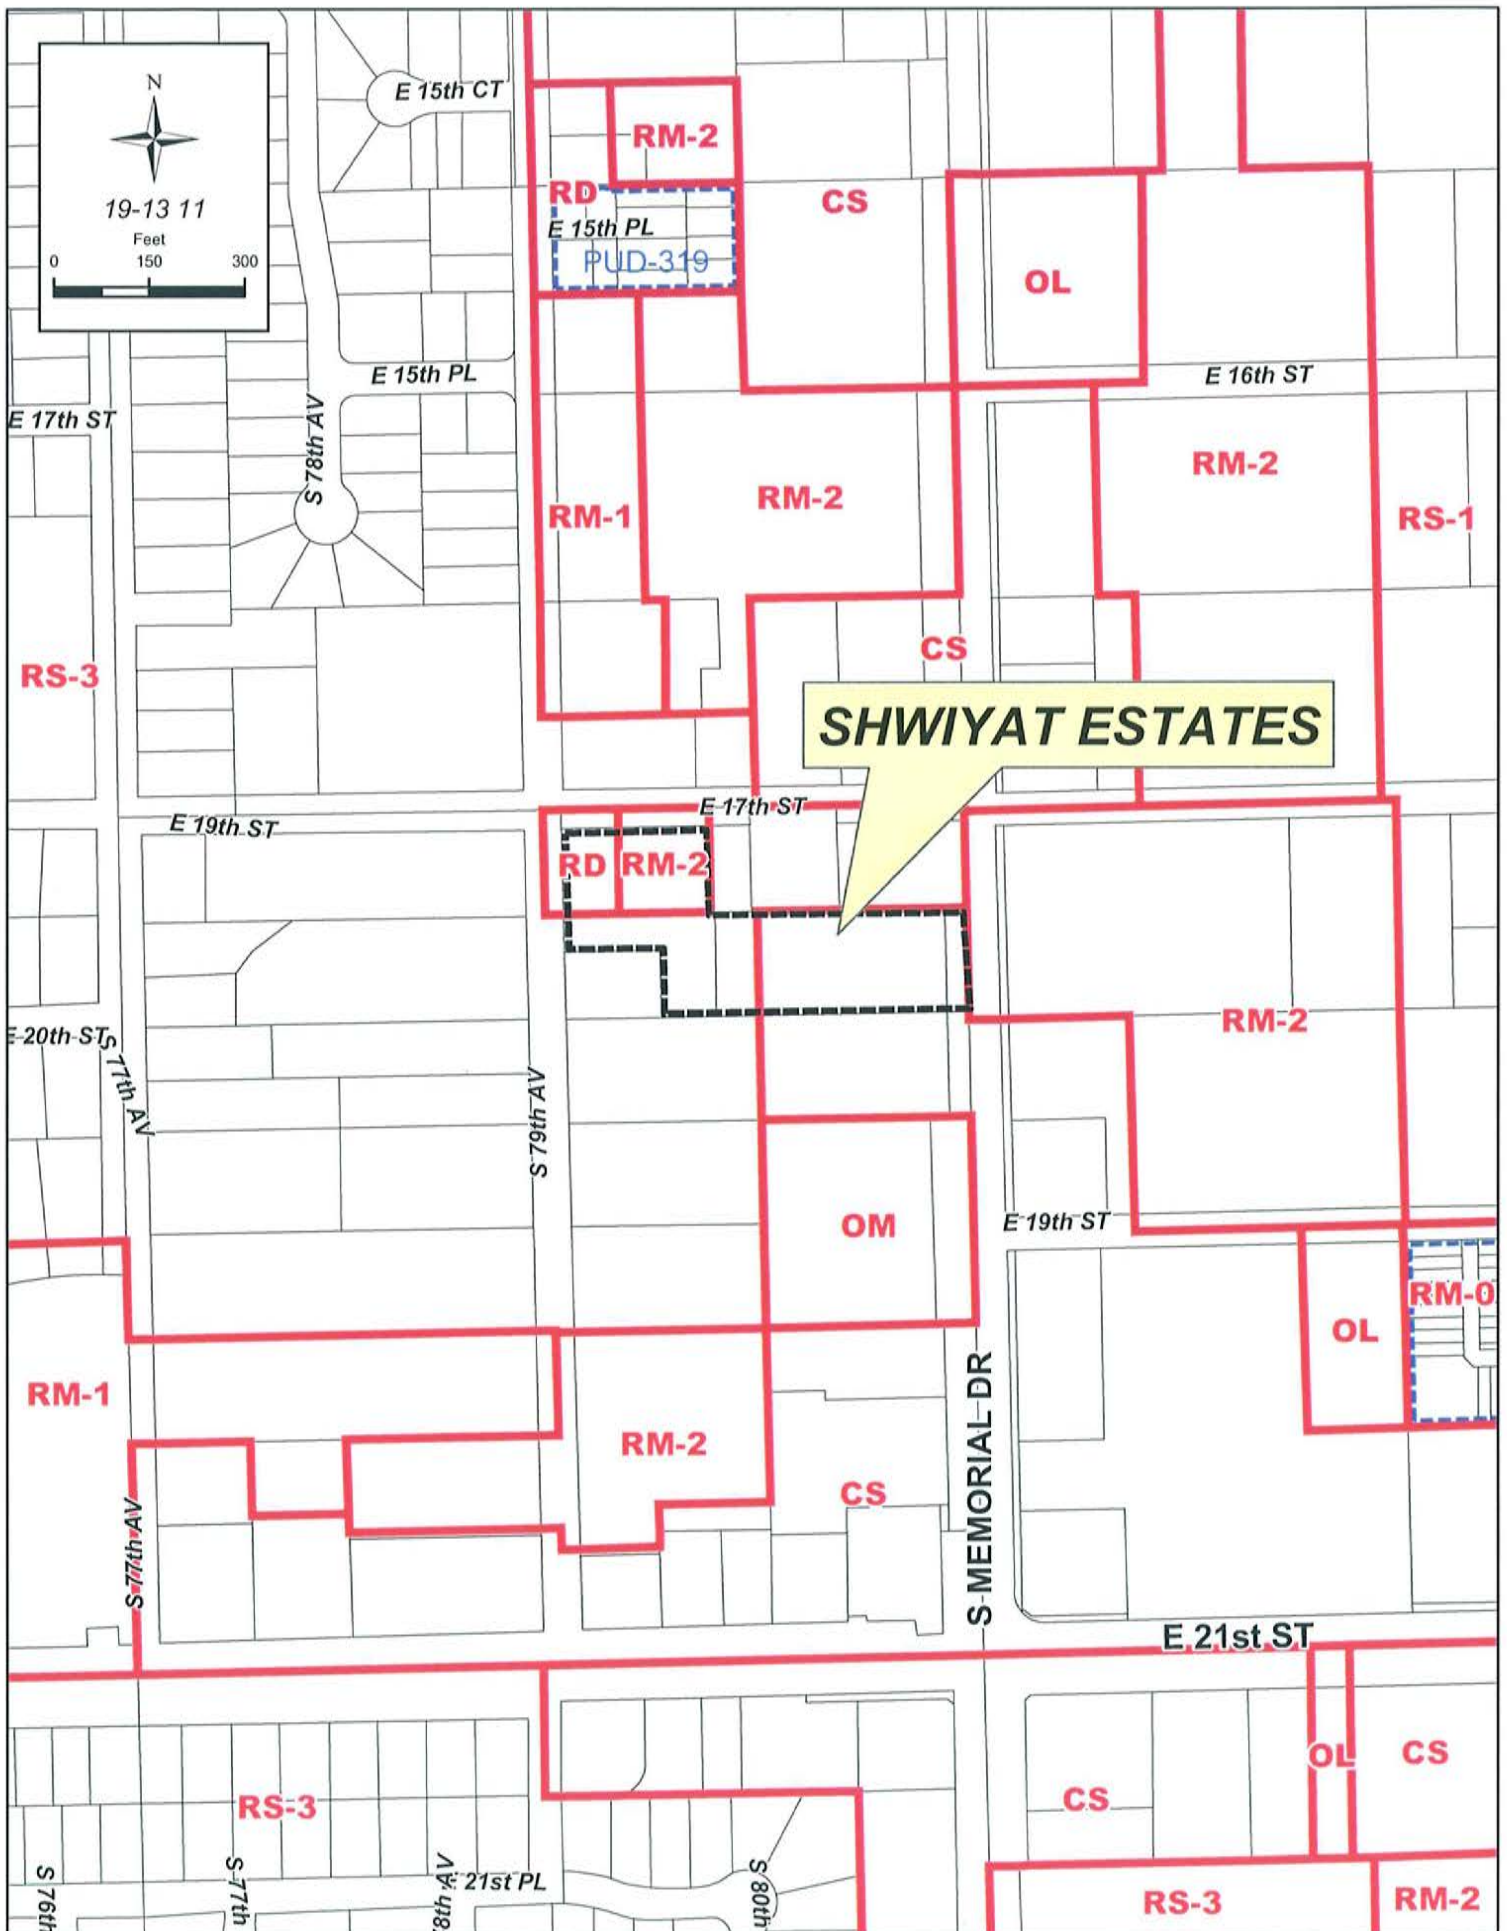 E 15th CT
N
19-13 11
Feet
0 150 300
RM-2
RD
CS
E 15th PL
PUD-319
OL
E 15th PL
E 16th ST
E 17th ST
S 78th AV
RM-2
RM-2
RM-1
RS-1
CS
RS-3
SHWIYAT ESTATES
E 17th ST
E 19th ST
RD
RM-2
RM-2
E 20th ST
S 77th AV
S 79th AV
E 19th ST
OM
RM-0
OL
RM-1
RM-2
CS
S MEMORIAL DR
S 77th AV
E 21st ST
OL
CS
CS
RS-3
21st PL
S 76th
S 77th
8th AV
S 80th
RS-3
RM-2